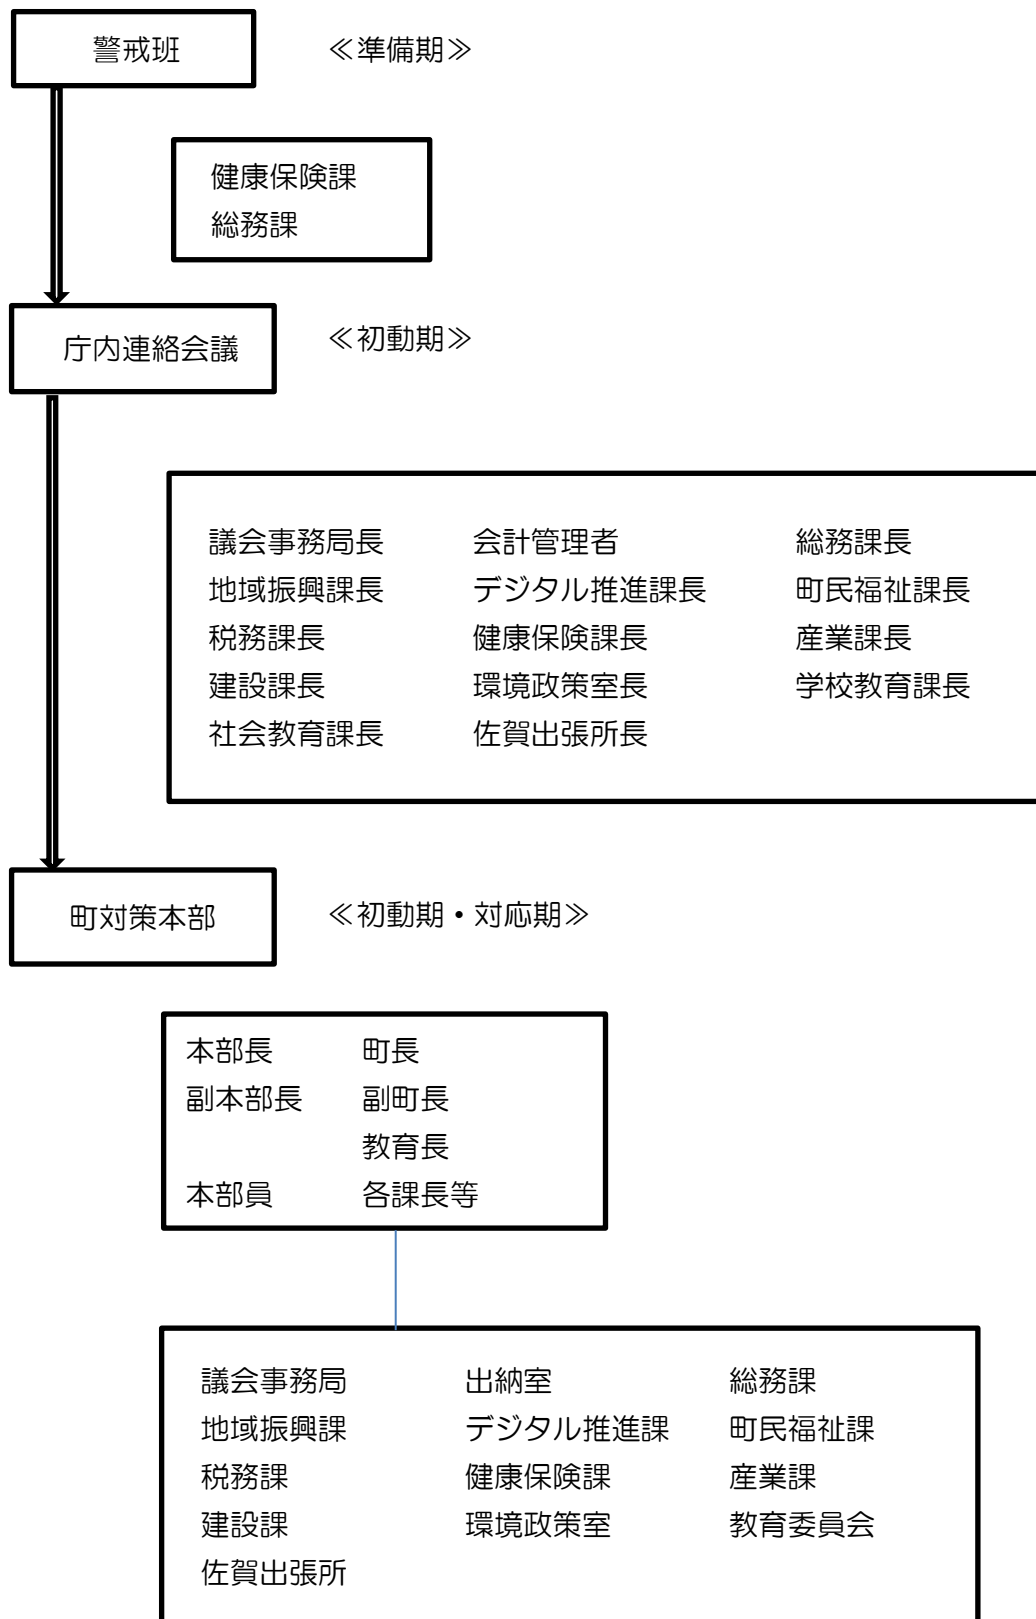 警戒班 ≪準備期≫
健康保険課
総務課
庁内連絡会議 ≪初動期≫
議会事務局長 会計管理者 総務課長
地域振興課長 デジタル推進課長 町民福祉課長
税務課長 健康保険課長 産業課長
建設課長 環境政策室長 学校教育課長
社会教育課長 佐賀出張所長
町対策本部 ≪初動期・対応期≫
本部長 町長
副本部長 副町長
教育長
本部員 各課長等
議会事務局 出納室 総務課
地域振興課 デジタル推進課 町民福祉課
税務課 健康保険課 産業課
建設課 環境政策室 教育委員会
佐賀出張所